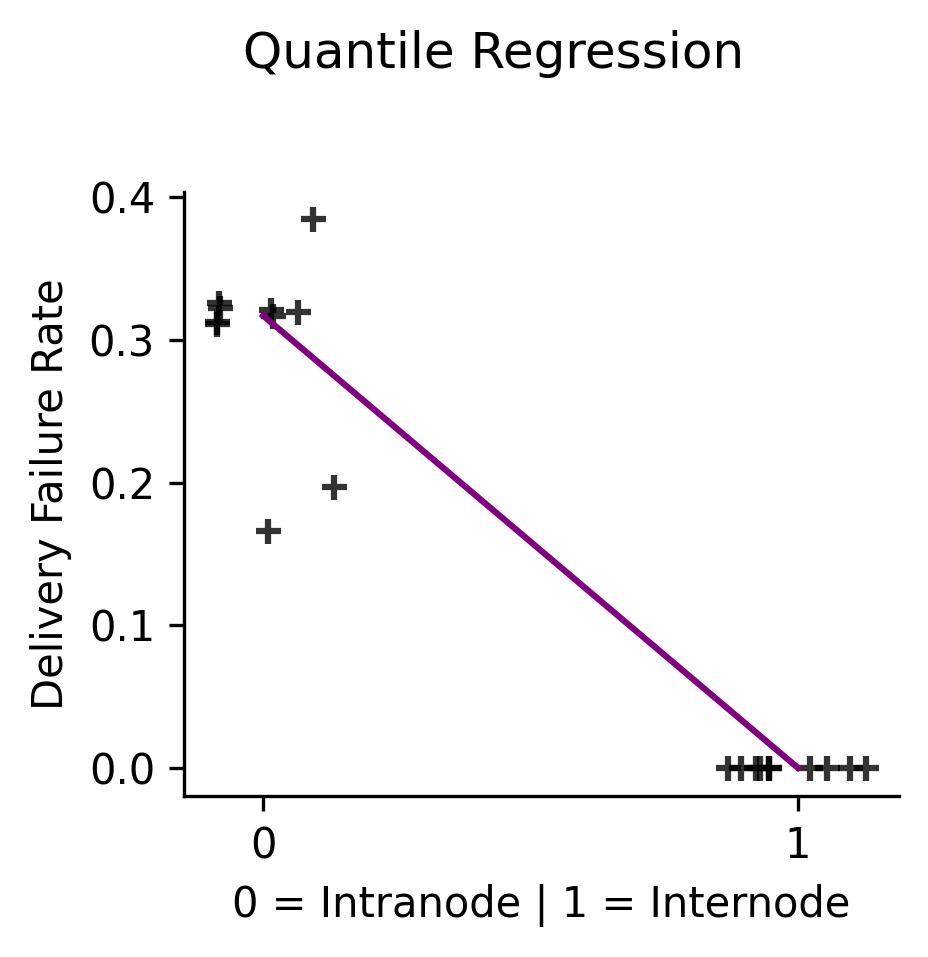 Quantile Regression
0.4
0.3
0.2
0.1
0.0
Delivery Failure Rate
0 1
0 = Intranode | 1 = Internode